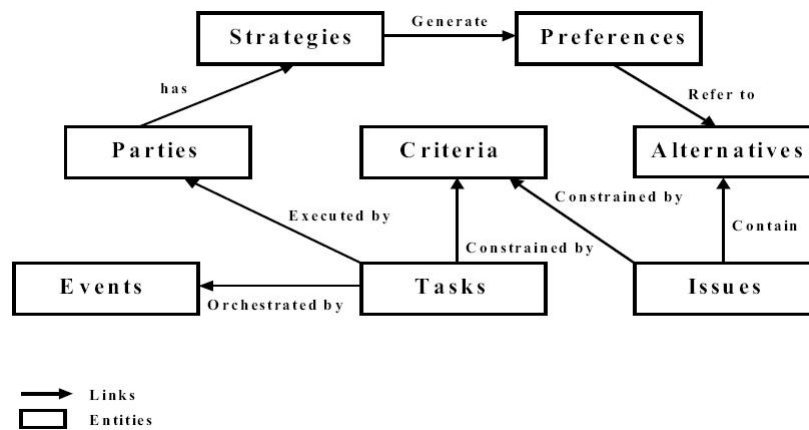 Generate
Strategies
Preferences
has
Refer to
Parties
Criteria
Alternatives
Constrained by
Executed by
Contain
Constrained by
Events
Tasks
Issues
Orchestrated by
Links
Entities